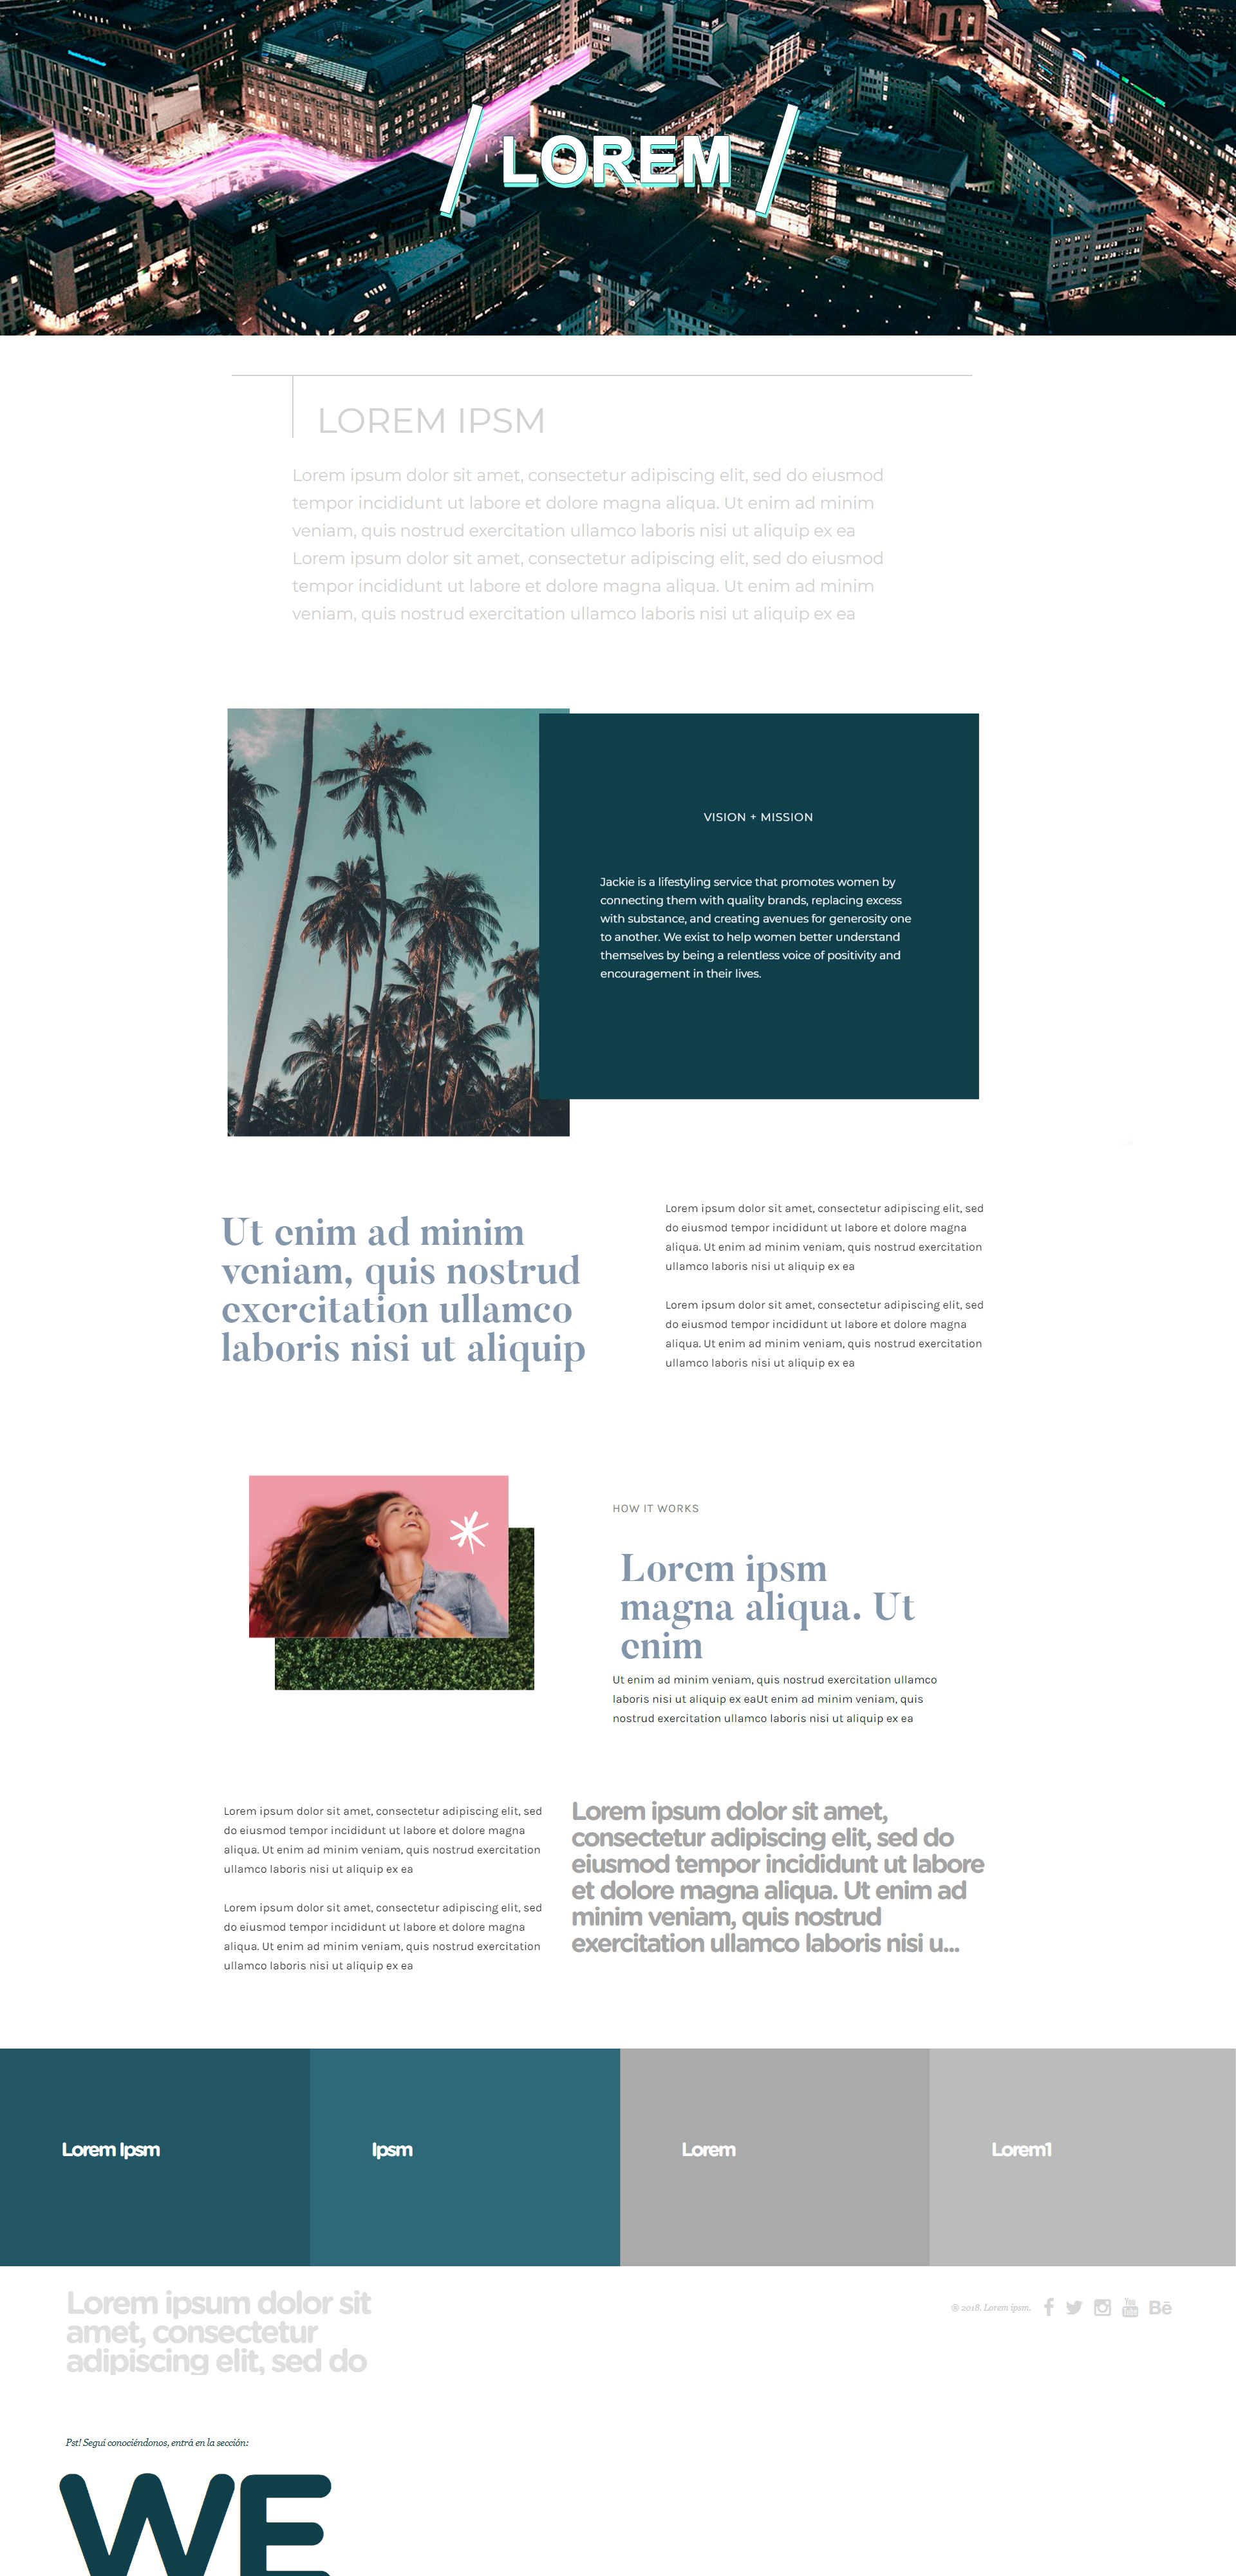 / LOREM /
LOREM IPSM
Lorem ipsum dolor sit amet, consectetur adipiscing elit, sed do eiusmod
tempor incididunt ut labore et dolore magna aliqua. Ut enim ad minim
veniam, quis nostrud exercitation ullamco laboris nisi ut aliquip ex ea
Lorem ipsum dolor sit amet, consectetur adipiscing elit, sed do eiusmod
tempor incididunt ut labore et dolore magna aliqua. Ut enim ad minim
veniam, quis nostrud exercitation ullamco laboris nisi ut aliquip ex ea
VISION + MISSION
Jackie is a lifestyling service that promotes women by
connecting them with quality brands, replacing excess
with substance, and creating avenues for generosity one
to another. We exist to help women better understand
themselves by being a relentless voice of positivity and
encouragement in their lives.
Ut enim ad minim
veniam, quis nostrud
exercitation ullamco
laboris nisi ut aliquip
Lorem ipsum dolor sit amet, consectetur adipiscing elit, sed
do eiusmod tempor incididunt ut labore et dolore magna
aliqua. Ut enim ad minim veniam, quis nostrud exercitation
ullamco laboris nisi ut aliquip ex ea
Lorem ipsum dolor sit amet, consectetur adipiscing elit, sed
do eiusmod tempor incididunt ut labore et dolore magna
aliqua. Ut enim ad minim veniam, quis nostrud exercitation
ullamco laboris nisi ut aliquip ex ea
HOW IT WORKS
Lorem ipsm
magna aliqua. Ut
enim
Ut enim ad minim veniam, quis nostrud exercitation ullamco
laboris nisi ut aliquip ex eaUt enim ad minim veniam, quis
nostrud exercitation ullamco laboris nisi ut aliquip ex ea
Lorem ipsum dolor sit amet, consectetur adipiscing elit, sed
do eiusmod tempor incididunt ut labore et dolore magna
aliqua. Ut enim ad minim veniam, quis nostrud exercitation
ullamco laboris nisi ut aliquip ex ea
Lorem ipsum dolor sit amet, consectetur adipiscing elit, sed
do eiusmod tempor incididunt ut labore et dolore magna
aliqua. Ut enim ad minim veniam, quis nostrud exercitation
ullamco laboris nisi ut aliquip ex ea
Lorem ipsum dolor sit amet,
consectetur adipiscing elit, sed do
eiusmod tempor incididunt ut labore
et dolore magna aliqua. Ut enim ad
minim veniam, quis nostrud
exercitation ullamco laboris nisi u...
Lorem Ipsm
Ipsm
Lorem
Lorem1
Lorem ipsum dolor sit
amet, consectetur
adipiscing elit, sed do
® 2018. Lorem ipsm.
You Tube
Bē
Pst! Seguí conociéndonos, entrá en la sección:
WE